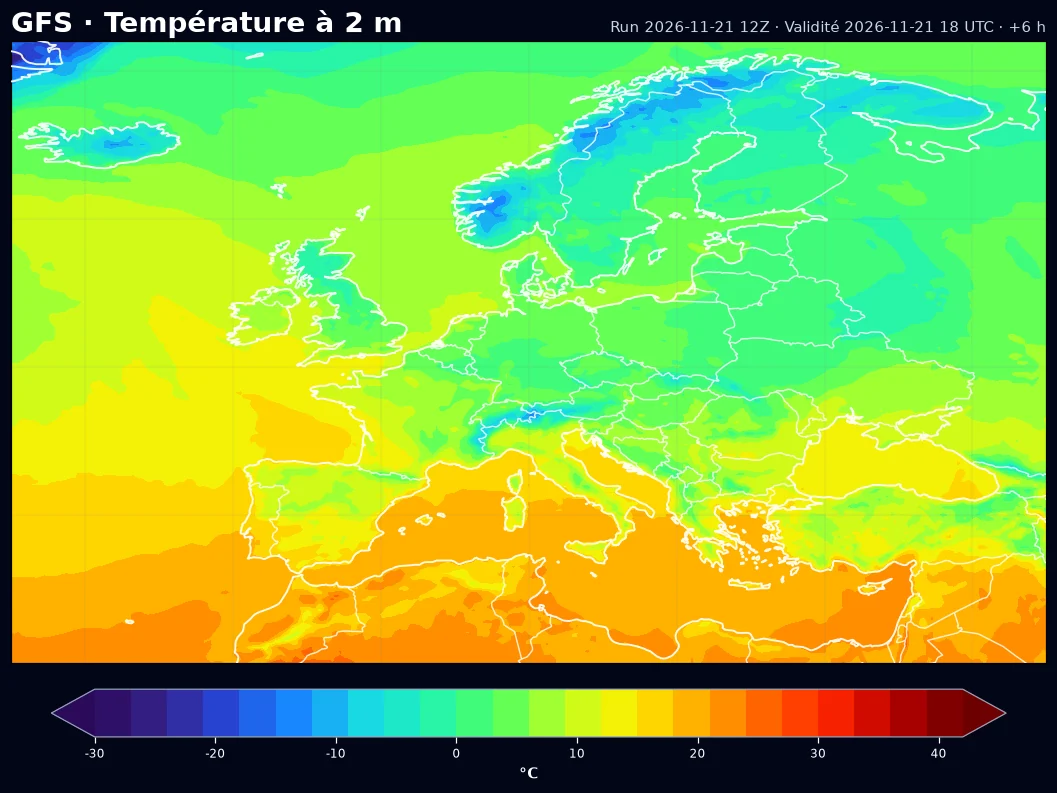 GFS · Température à 2 m
Run 2026-11-21 12Z · Validité 2026-11-21 18 UTC · +6 h
-30 -20 -10 0 10 20 30 40
°C